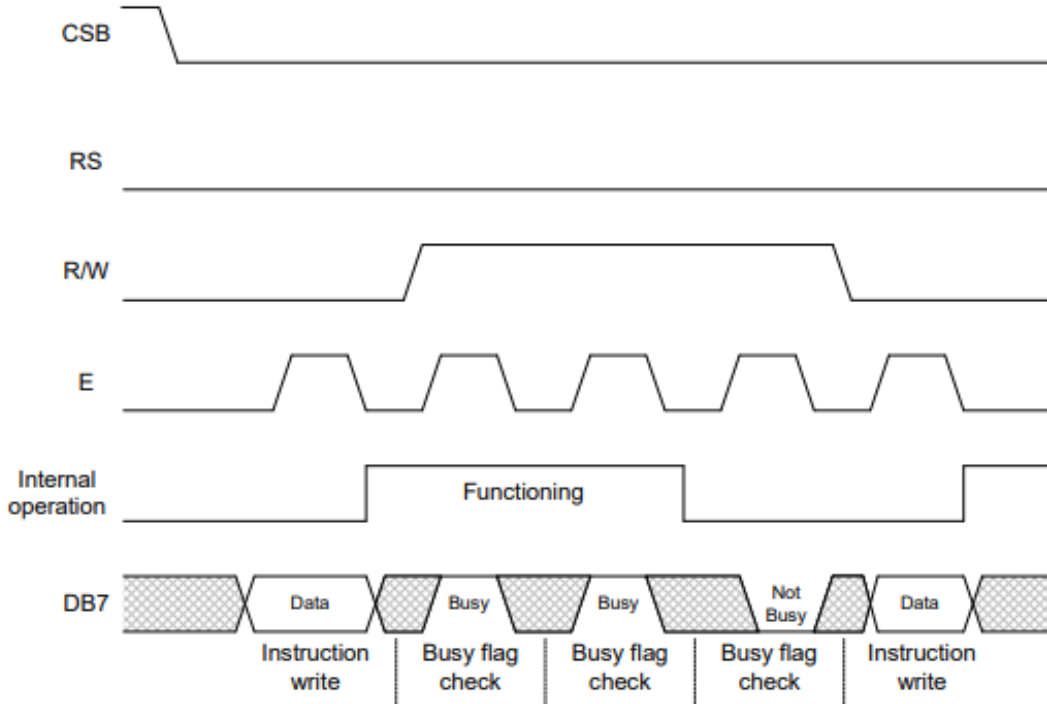 CSB
RS
R/W
E
Internal
operation
Functioning
DB7
Data
Busy
Busy
Not
Busy
Data
Instruction
write
Busy flag
check
Busy flag
check
Busy flag
check
Instruction
write